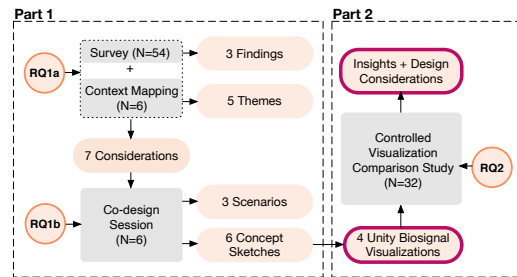 Part 1
RQ1a
Survey (N=54)
+
Context Mapping
(N=6)
3 Findings
5 Themes
7 Considerations
RQ1b
Co-design
Session
(N=6)
3 Scenarios
6 Concept
Sketches
Part 2
Insights + Design
Considerations
Controlled
Visualization
Comparison Study
(N=32)
RQ2
4 Unity Biosignal
Visualizations